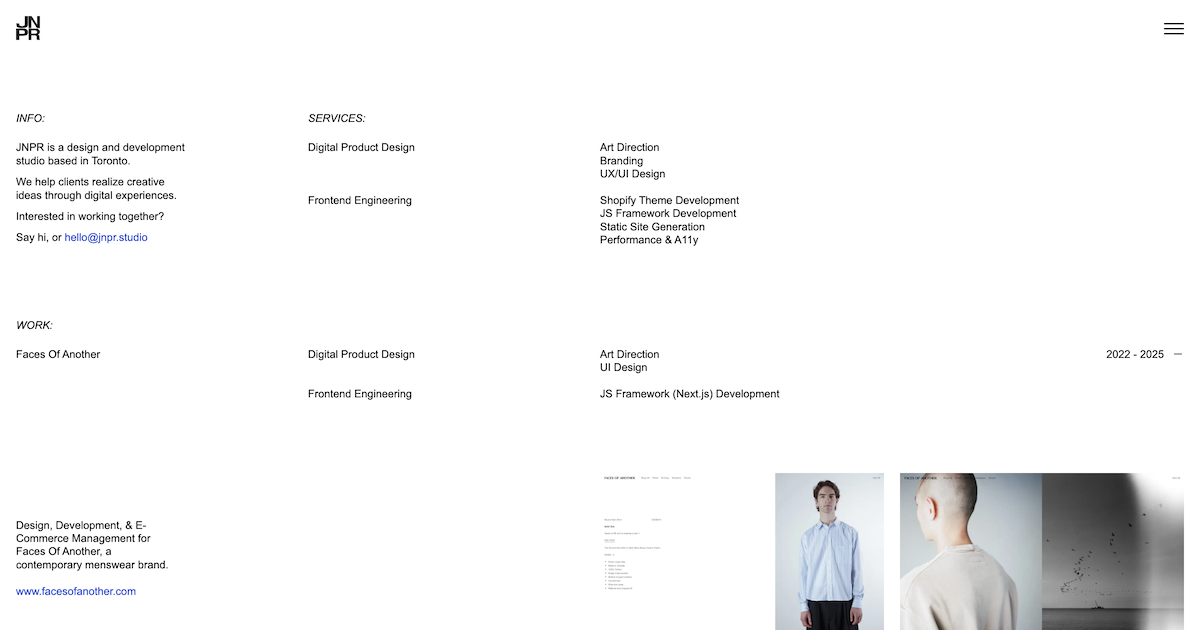 JN
PR
INFO:
JNPR is a design and development
studio based in Toronto.
We help clients realize creative
ideas through digital experiences.
Interested in working together?
Say hi, or hello@jnpr.studio
SERVICES:
Digital Product Design
Art Direction
Branding
UX/UI Design
Frontend Engineering
Shopify Theme Development
JS Framework Development
Static Site Generation
Performance & A11y
WORK:
Faces Of Another
Digital Product Design
Art Direction
UI Design
2022 - 2025
Frontend Engineering
JS Framework (Next.js) Development
Design, Development, & E-
Commerce Management for
Faces Of Another, a
contemporary menswear brand.
www.facesofanother.com
FACES OF ANOTHER
FACES OF ANOTHER